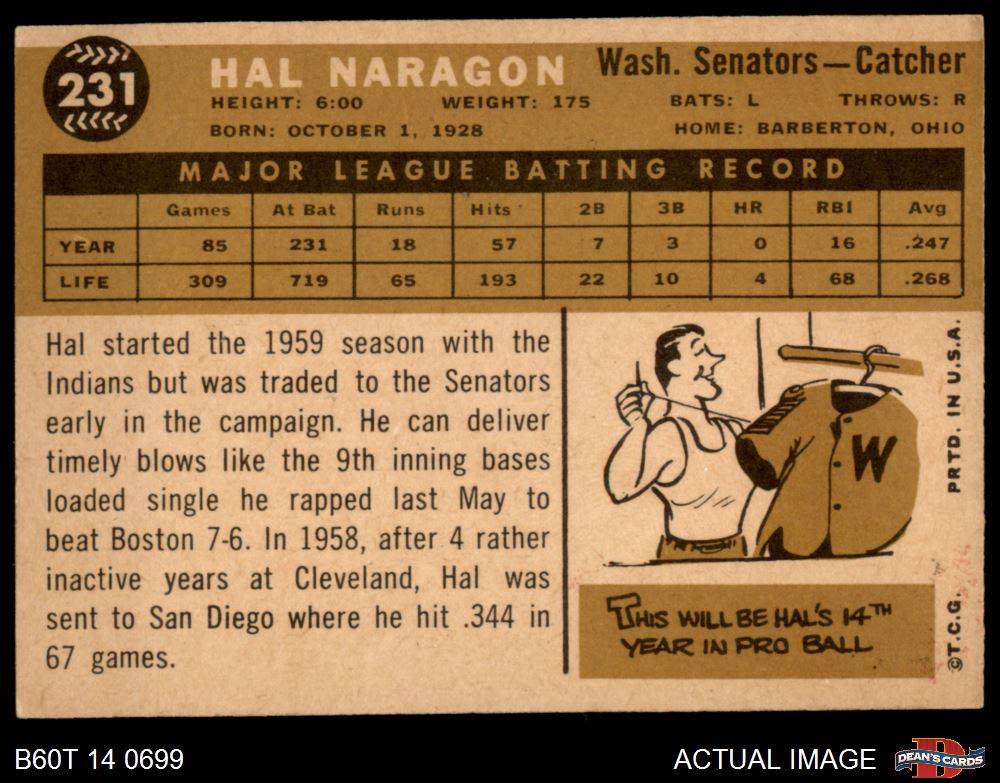 231
HAL NARAGON Wash. Senators—Catcher
HEIGHT: 6:00 WEIGHT: 175 BATS: L THROWS: R
BORN: OCTOBER 1, 1928 HOME: BARBERTON, OHIO
MAJOR LEAGUE BATTING RECORD
Games At Bat Runs Hits 2B 3B HR RBI Avg
YEAR 85 231 18 57 7 3 0 16 .247
LIFE 309 719 65 193 22 10 4 68 .268
Hal started the 1959 season with the
Indians but was traded to the Senators
early in the campaign. He can deliver
timely blows like the 9th inning bases
loaded single he rapped last May to
beat Boston 7-6. In 1958, after 4 rather
inactive years at Cleveland, Hal was
sent to San Diego where he hit .344 in
67 games.
W
THIS WILL BE HAL'S 14TH
YEAR IN PRO BALL
©T.C.G. PRTD. IN U.S.A.
B60T 14 0699 ACTUAL IMAGE
D
DEAN'S CARDS